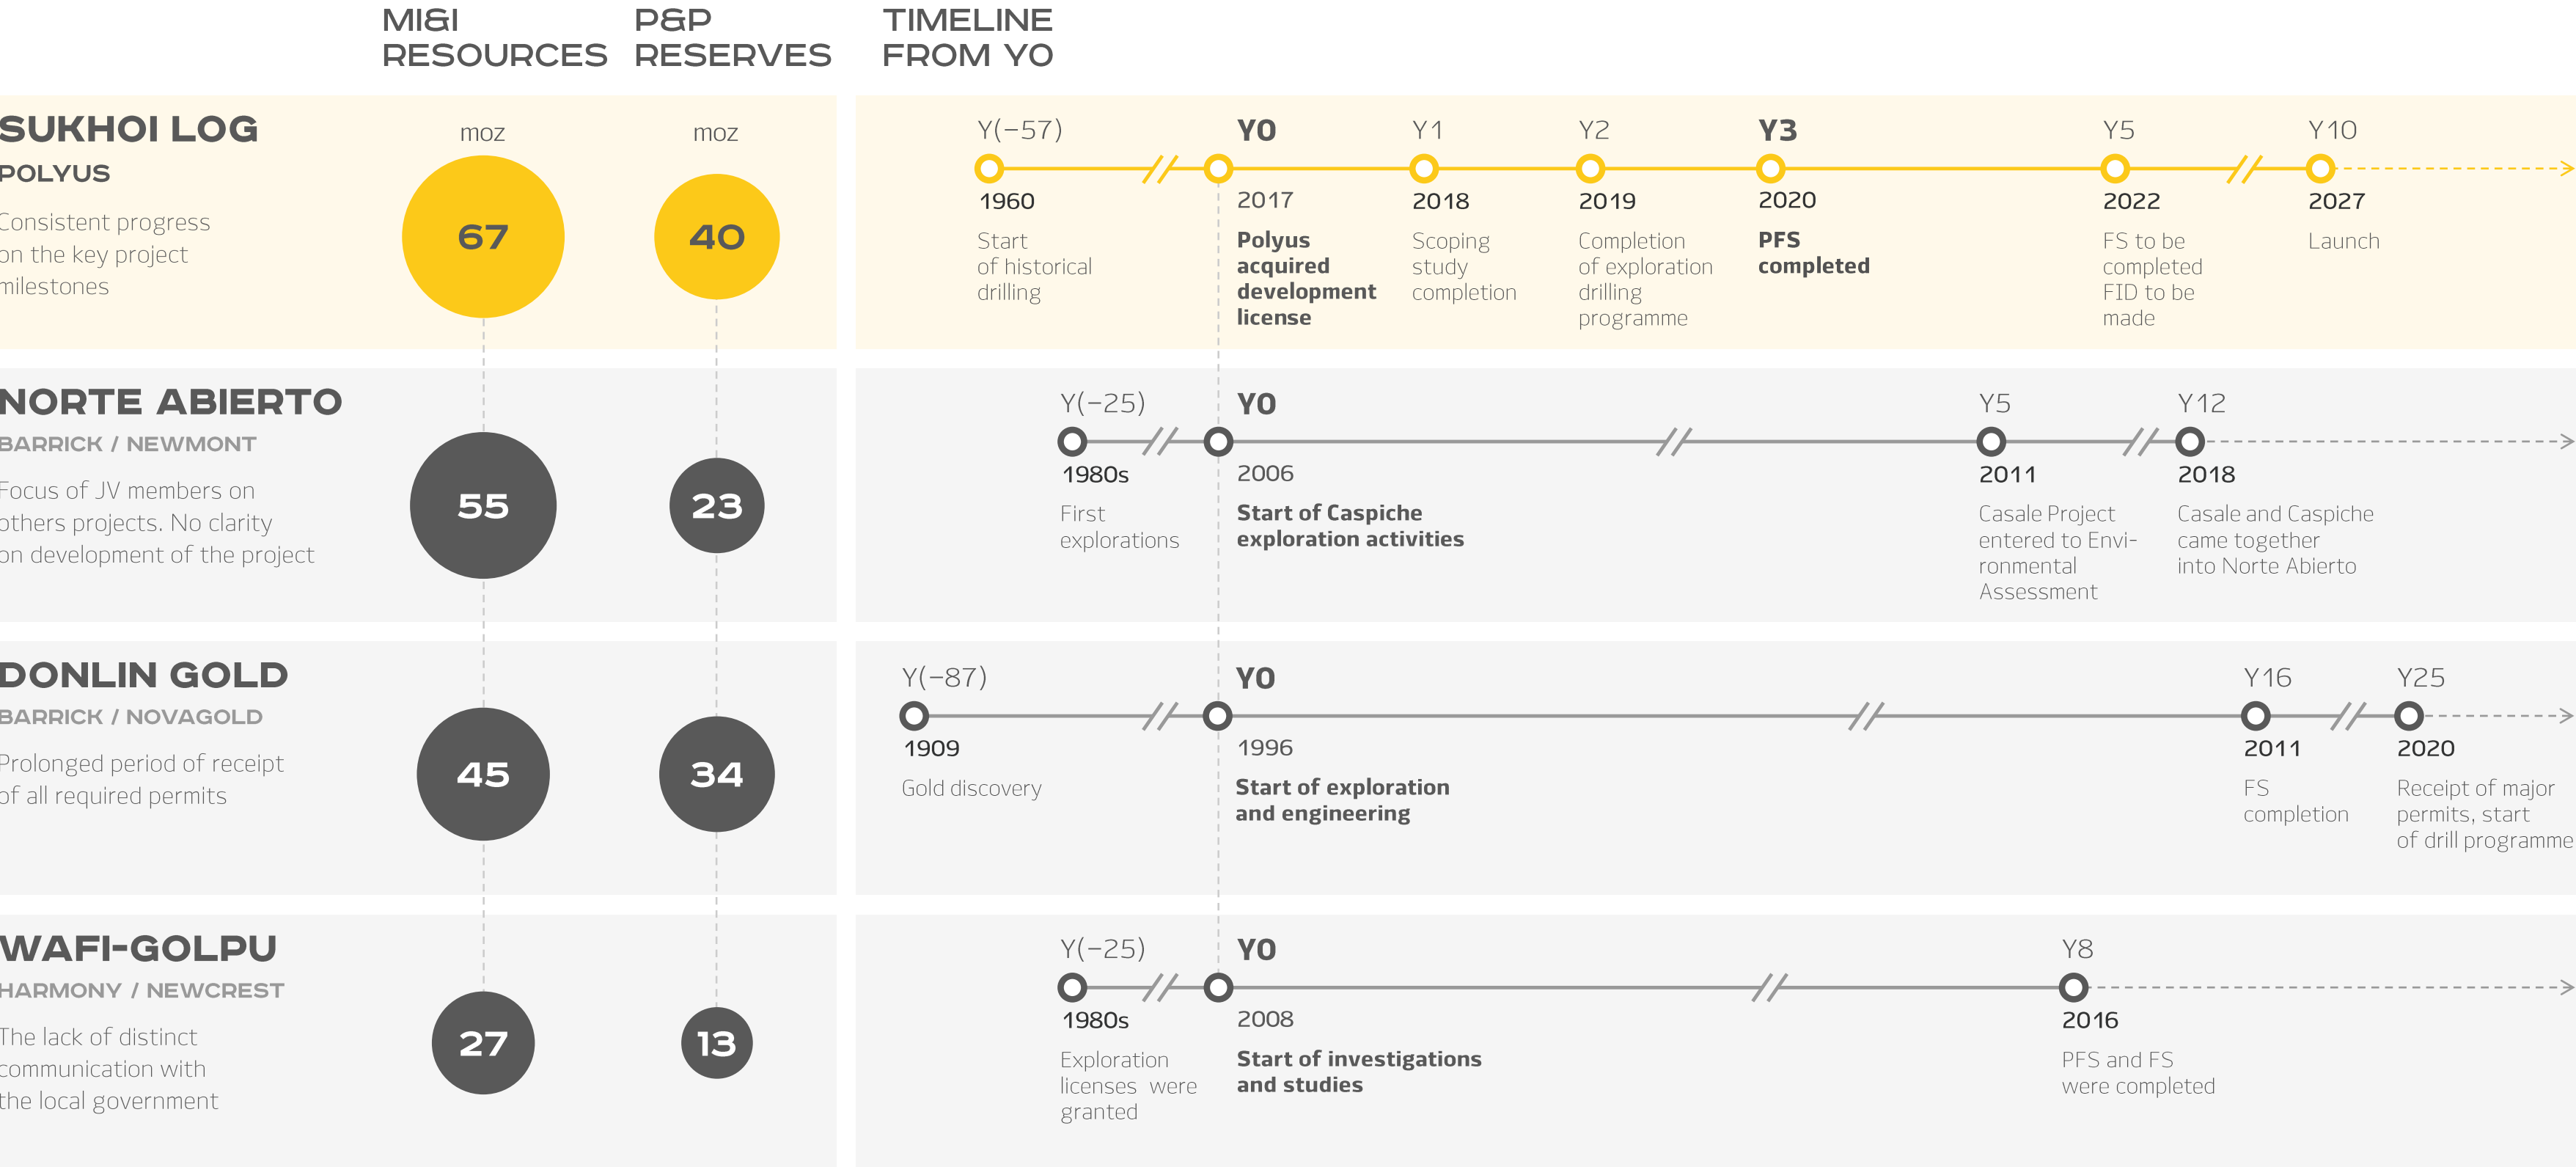 MI&I
RESOURCES
P&P
RESERVES
TIMELINE
FROM Y0
SUKHOI LOG
POLYUS
Consistent progress
on the key project
milestones
moz
67
moz
40
Y(-57)
1960
Start
of historical
drilling
Y0
2017
Polyus
acquired
development
license
Y1
2018
Scoping
study
completion
Y2
2019
Completion
of exploration
drilling
programme
Y3
2020
PFS
completed
Y5
2022
FS to be
completed
FID to be
made
Y10
2027
Launch
NORTE ABIERTO
BARRICK / NEWMONT
Focus of JV members on
others projects. No clarity
on development of the project
55
23
Y(-25)
1980s
First
explorations
Y0
2006
Start of Caspiche
exploration activities
Y5
2011
Casale Project
entered to Envi-
ronmental
Assessment
Y12
2018
Casale and Caspiche
came together
into Norte Abierto
DONLIN GOLD
BARRICK / NOVAGOLD
Prolonged period of receipt
of all required permits
45
34
Y(-87)
1909
Gold discovery
Y0
1996
Start of exploration
and engineering
Y16
2011
FS
completion
Y25
2020
Receipt of major
permits, start
of drill programme
WAFI-GOLPU
HARMONY / NEWCREST
The lack of distinct
communication with
the local government
27
13
Y(-25)
1980s
Exploration
licenses were
granted
Y0
2008
Start of investigations
and studies
Y8
2016
PFS and FS
were completed